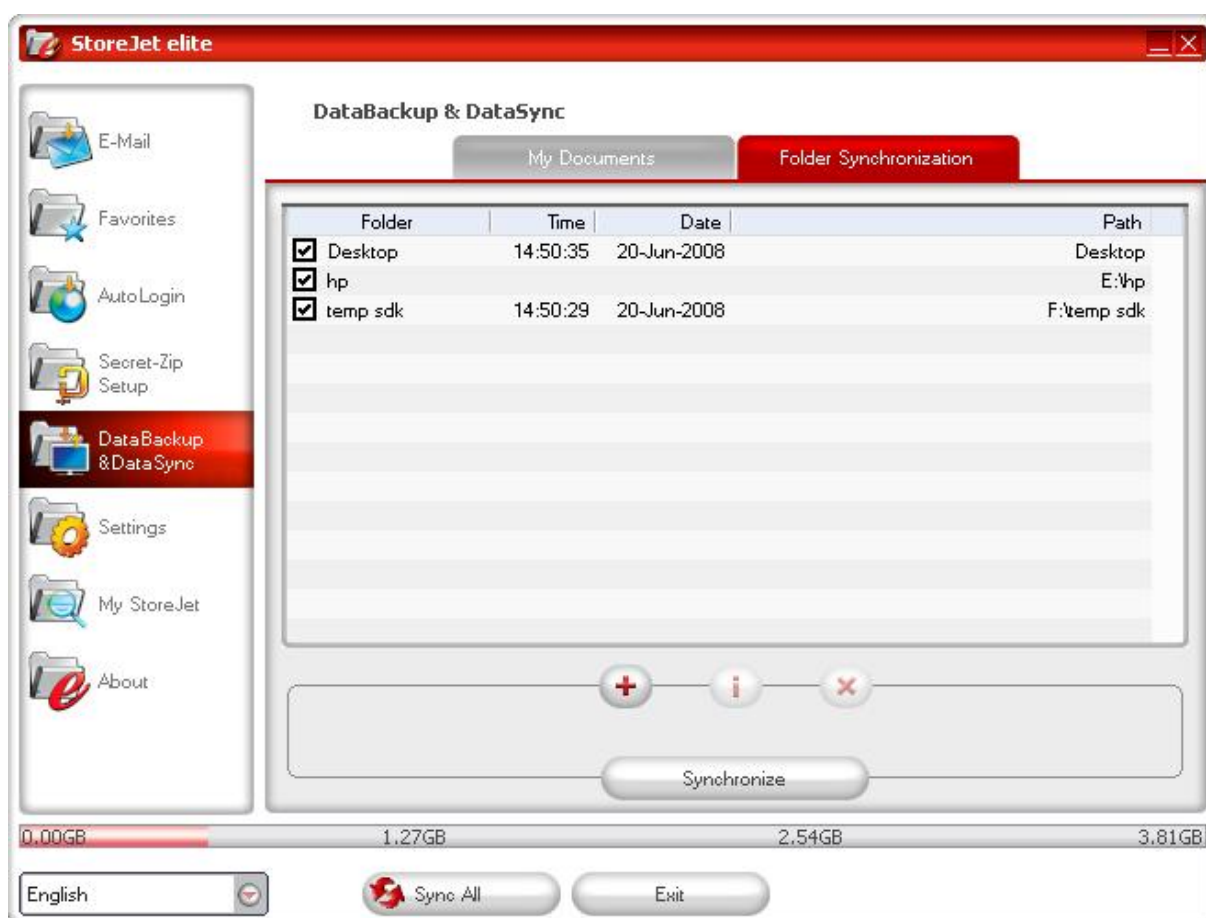 StoreJet elite
E-Mail
Favorites
AutoLogin
Secret-Zip
Setup
DataBackup
&DataSync
Settings
My StoreJet
About
DataBackup & DataSync
My Documents
Folder Synchronization
Folder Time Date Path
Desktop 14:50:35 20-Jun-2008 Desktop
hp E:\hp
temp sdk 14:50:29 20-Jun-2008 F:\temp sdk
Synchronize
0.00GB 1.27GB 2.54GB 3.81GB
English
Sync All
Exit